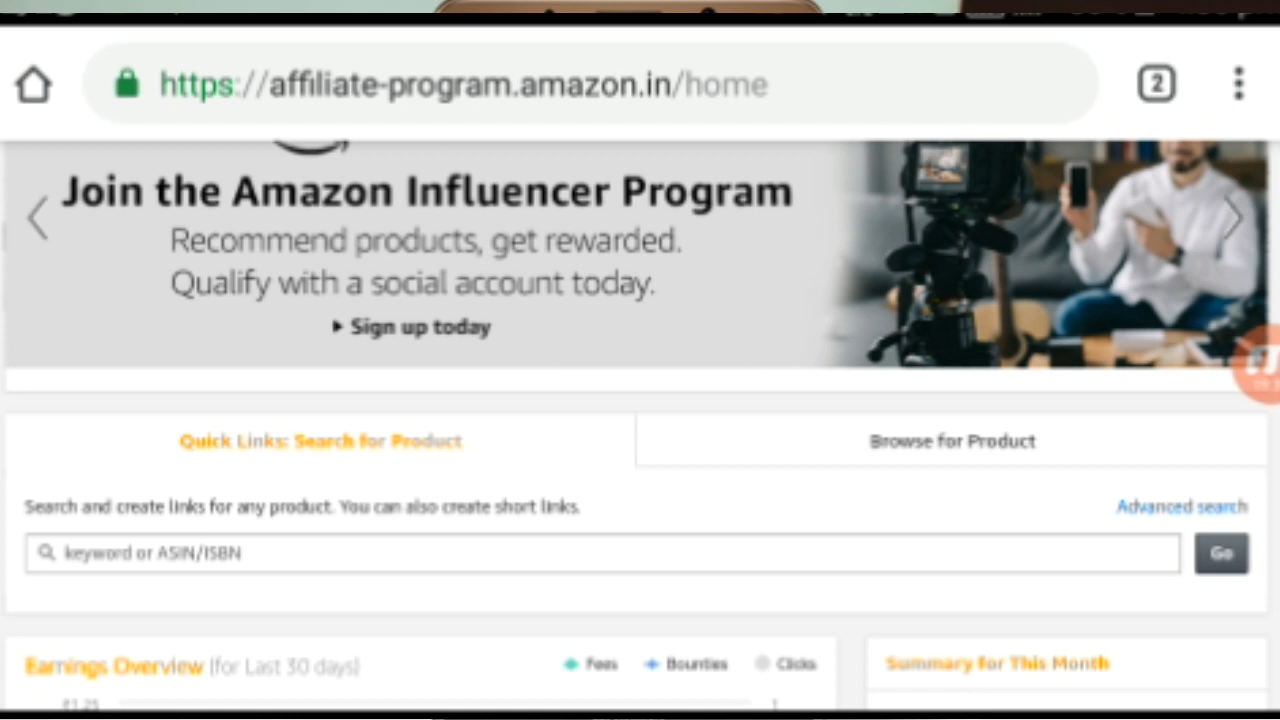 https://affiliate-program.amazon.in/home
2
Join the Amazon Influencer Program
Recommend products, get rewarded.
Qualify with a social account today.
Sign up today
Quick Links: Search for Product
Browse for Product
Search and create links for any product. You can also create short links.
Advanced search
keyword or ASIN/ISBN
Go
Earnings Overview (for Last 30 days)
Fees
Bounties
Clicks
Summary for This Month
₹1.25
1